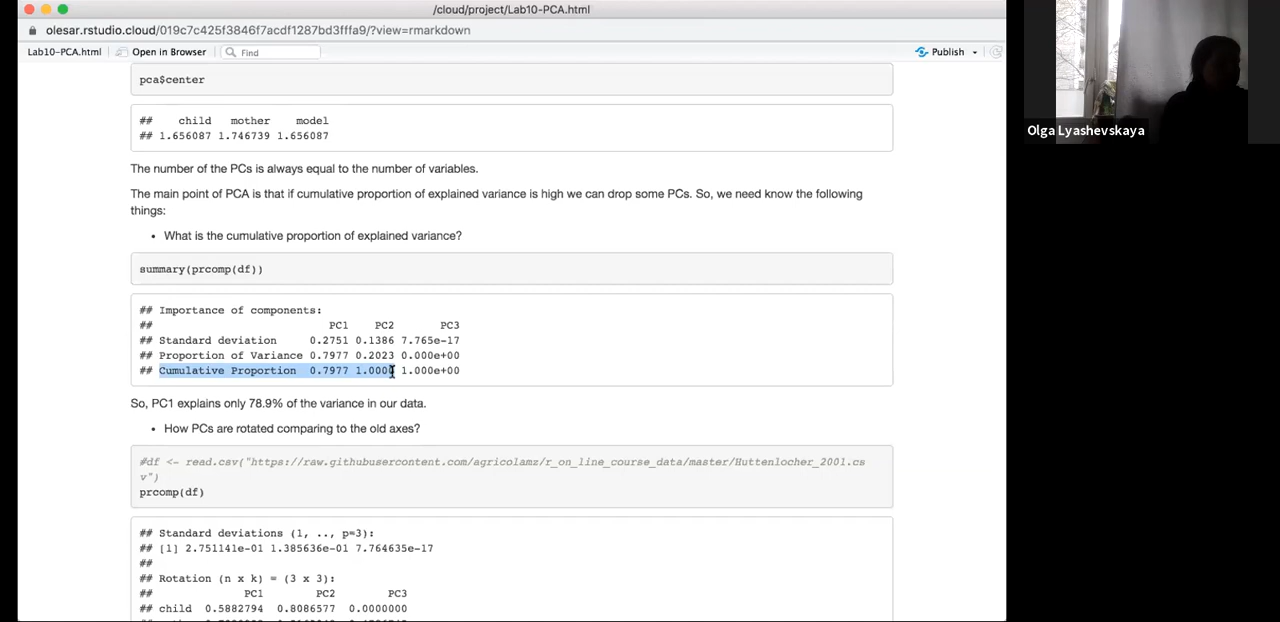 /cloud/project/Lab10-PCA.html
olesar.rstudio.cloud/019c7c425f3846f7acdf1287bd3fffa9/?view=rmarkdown
Lab10-PCA.html Open in Browser Find Publish
pca$center
## child mother model
## 1.656087 1.746739 1.656087
The number of the PCs is always equal to the number of variables.
The main point of PCA is that if cumulative proportion of explained variance is high we can drop some PCs. So, we need know the following
things:
• What is the cumulative proportion of explained variance?
summary(prcomp(df))
## Importance of components:
## PC1 PC2 PC3
## Standard deviation 0.2751 0.1386 7.765e-17
## Proportion of Variance 0.7977 0.2023 0.000e+00
## Cumulative Proportion 0.7977 1.0000 1.000e+00
So, PC1 explains only 78.9% of the variance in our data.
• How PCs are rotated comparing to the old axes?
#df <- read.csv("https://raw.githubusercontent.com/agricolamz/r_on_line_course_data/master/Huttenlocher_2001.cs
v")
prcomp(df)
## Standard deviations (1, .., p=3):
## [1] 2.751141e-01 1.385636e-01 7.764635e-17
##
## Rotation (n x k) = (3 x 3):
## PC1 PC2 PC3
## child 0.5882794 0.8086577 0.0000000
Olga Lyashevskaya